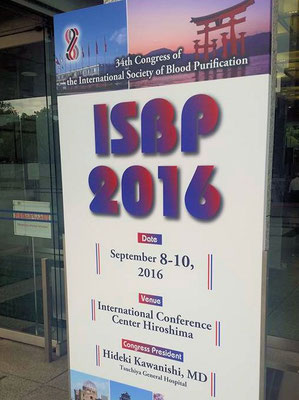 34th Congress of
the International Society of Blood Purification
ISBP
2016
Date
September 8-10,
2016
Venue
International Conference
Center Hiroshima
Congress President
Hideki Kawanishi, MD
Tsuchiya General Hospital